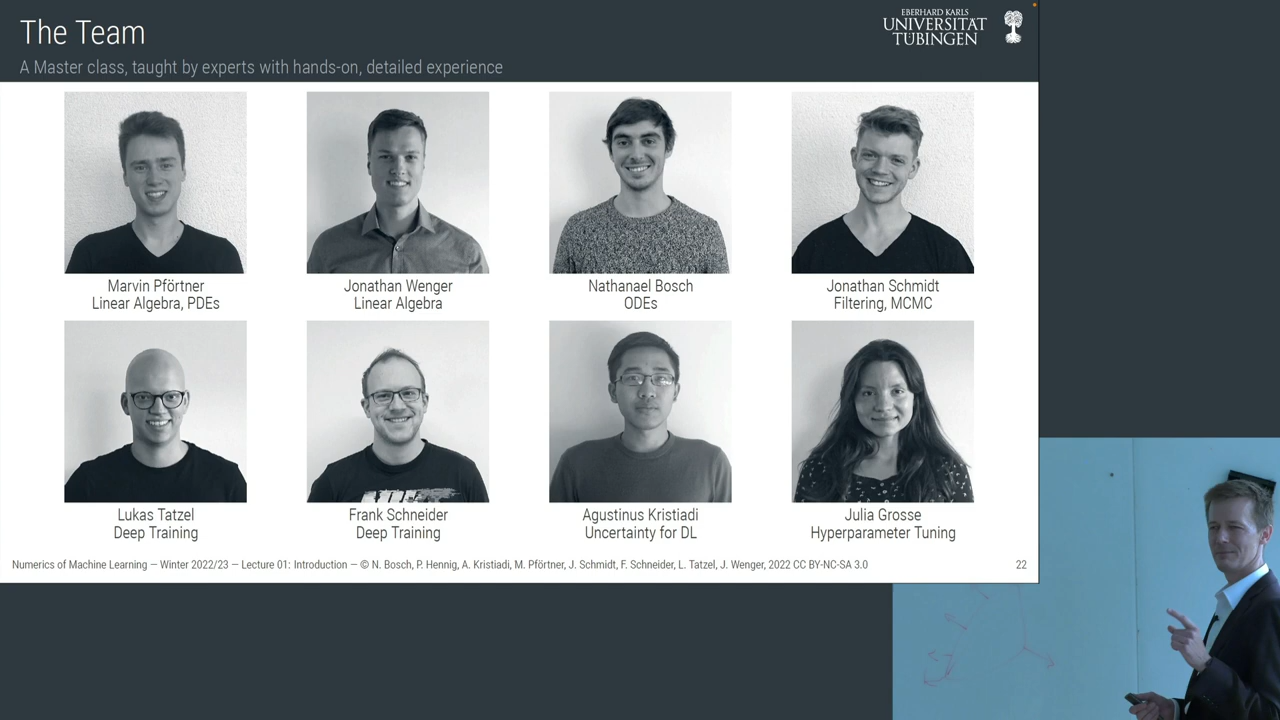 The Team
A Master class, taught by experts with hands-on, detailed experience
EBERHARD KARLS
UNIVERSITÄT
TÜBINGEN
Marvin Pförtner
Linear Algebra, PDEs
Jonathan Wenger
Linear Algebra
Nathanael Bosch
ODEs
Jonathan Schmidt
Filtering, MCMC
Lukas Tatzel
Deep Training
Frank Schneider
Deep Training
Agustinus Kristiadi
Uncertainty for DL
Julia Grosse
Hyperparameter Tuning
Numerics of Machine Learning — Winter 2022/23 — Lecture 01: Introduction — © N. Bosch, P. Hennig, A. Kristiadi, M. Pförtner, J. Schmidt, F. Schneider, L. Tatzel, J. Wenger, 2022 CC BY-NC-SA 3.0
22